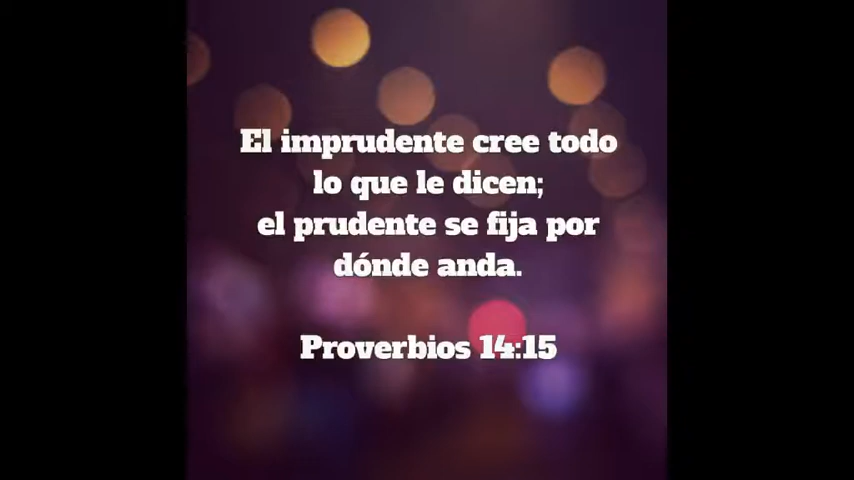 El imprudente cree todo
lo que le dicen;
el prudente se fija por
dónde anda.
Proverbios 14:15